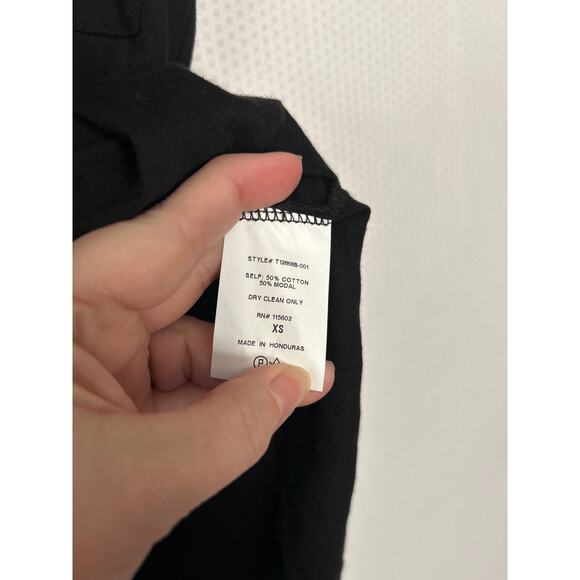 STYLE# T12868B-001
SELF: 50% COTTON
50% MODAL
DRY CLEAN ONLY
RN# 115602
XS
MADE IN HONDURAS
P